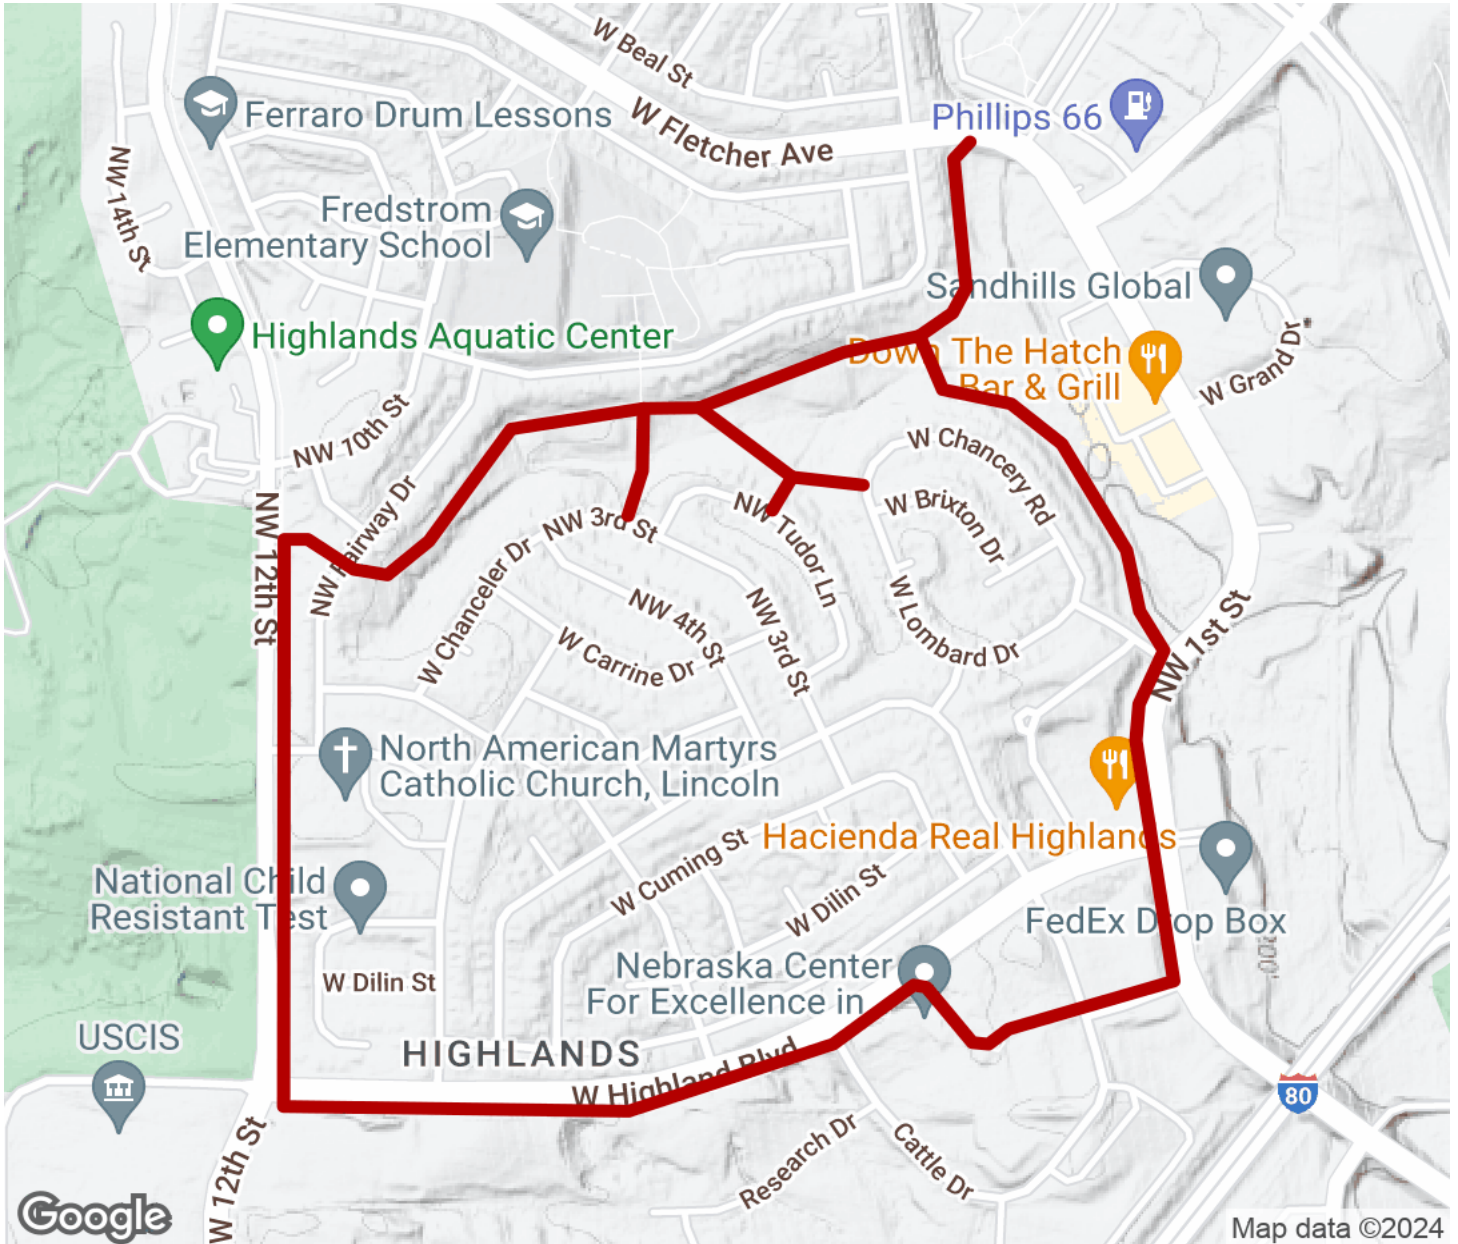 W Beal St
Ferraro Drum Lessons
W Fletcher Ave
Phillips 66
NW 14th St
Fredstrom
Elementary School
Sandhills Global
Highlands Aquatic Center
Down The Hatch
Bar & Grill
W Grand Dr
NW 10th St
W Chancery Rd
NW Fairway Dr
NW 12th St
NW 3rd St
NW Tudor Ln
W Brixton Dr
W Chanceler Dr
NW 4th St
W Carrine Dr
NW 3rd St
W Lombard Dr
NW 1st St
North American Martyrs
Catholic Church, Lincoln
Hacienda Real Highlands
W Cuming St
National Child
Resistant Test
W Dillin St
FedEx Drop Box
W Dilin St
Nebraska Center
For Excellence in
USCIS
HIGHLANDS
W Highland Blvd
80
W 12th St
Research Dr
Cattle Dr
Google
Map data ©2024